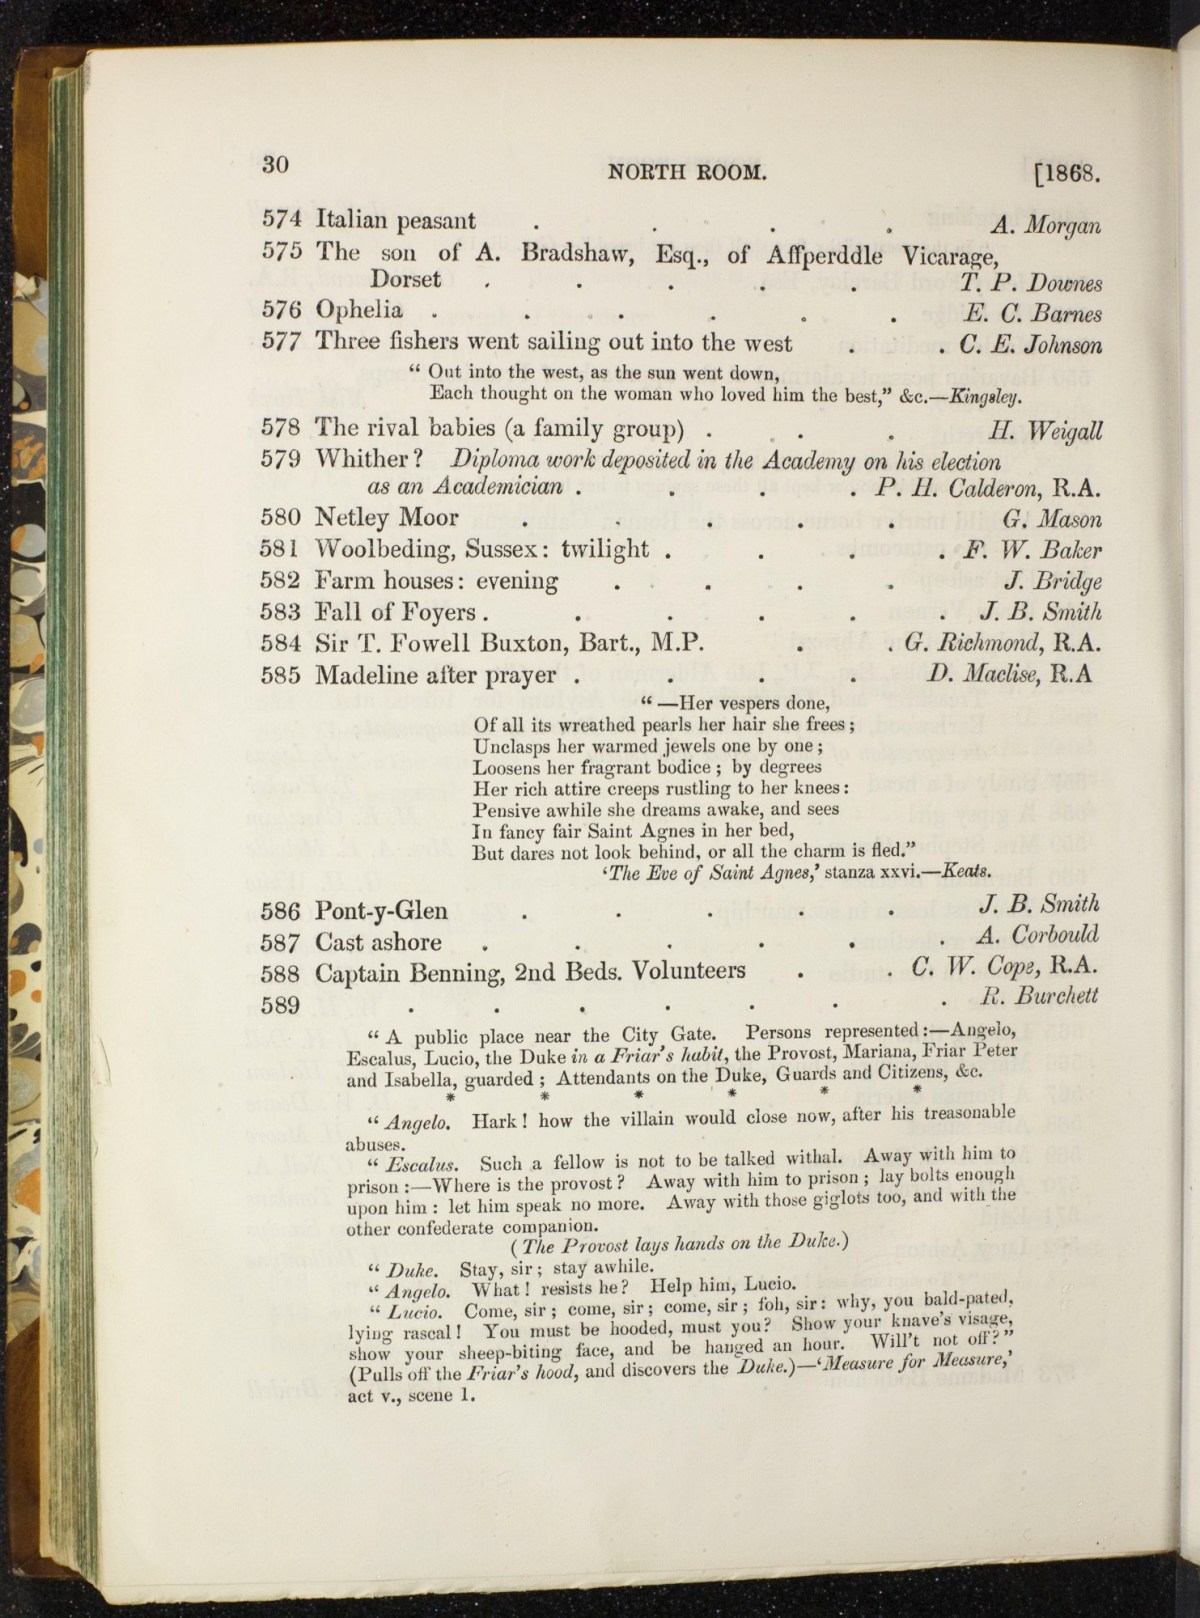 30 NORTH ROOM. [1868.
574 Italian peasant . . . . A. Morgan
575 The son of A. Bradshaw, Esq., of Affperddle Vicarage,
Dorset . . . . . T. P. Downes
576 Ophelia . . . . . . E. C. Barnes
577 Three fishers went sailing out into the west . . C. E. Johnson
“ Out into the west, as the sun went down,
Each thought on the woman who loved him the best,” &c.—Kingsley.
578 The rival babies (a family group) . . . H. Weigall
579 Whither ? Diploma work deposited in the Academy on his election
as an Academician . . . . P. H. Calderon, R.A.
580 Netley Moor . . . . . G. Mason
581 Woolbeding, Sussex : twilight . . . . F. W. Baker
582 Farm houses : evening . . . . J. Bridge
583 Fall of Foyers . . . . . . J. B. Smith
584 Sir T. Fowell Buxton, Bart., M.P. . . G. Richmond, R.A.
585 Madeline after prayer . . . . D. Maclise, R.A
“ —Her vespers done,
Of all its wreathed pearls her hair she frees ;
Unclasps her warmed jewels one by one ;
Loosens her fragrant bodice ; by degrees
Her rich attire creeps rustling to her knees :
Pensive awhile she dreams awake, and sees
In fancy fair Saint Agnes in her bed,
But dares not look behind, or all the charm is fled.”
‘The Eve of Saint Agnes,’ stanza xxvi.—Keats.
586 Pont-y-Glen . . . . . J. B. Smith
587 Cast ashore . . . . . . A. Corbould
588 Captain Benning, 2nd Beds. Volunteers . . C. W. Cope, R.A.
589 . . . . . . . R. Burchett
“ A public place near the City Gate. Persons represented :—Angelo,
Escalus, Lucio, the Duke in a Friar’s habit, the Provost, Mariana, Friar Peter
and Isabella, guarded ; Attendants on the Duke, Guards and Citizens, &c.
* * * * * *
“ Angelo. Hark ! how the villain would close now, after his treasonable
abuses.
“ Escalus. Such a fellow is not to be talked withal. Away with him to
prison :—Where is the provost ? Away with him to prison ; lay bolts enough
upon him : let him speak no more. Away with those giglots too, and with the
other confederate companion.
(The Provost lays hands on the Duke.)
“ Duke. Stay, sir ; stay awhile.
“ Angelo. What ! resists he ? Help him, Lucio.
“ Lucio. Come, sir ; come, sir ; come, sir ; foh, sir : why, you bald-pated,
lying rascal ! You must be hooded, must you? Show your knave’s visage,
show your sheep-biting face, and be hanged an hour. Will’t not off ? ”
(Pulls off the Friar’s hood, and discovers the Duke.)—‘Measure for Measure,’
act v., scene 1.